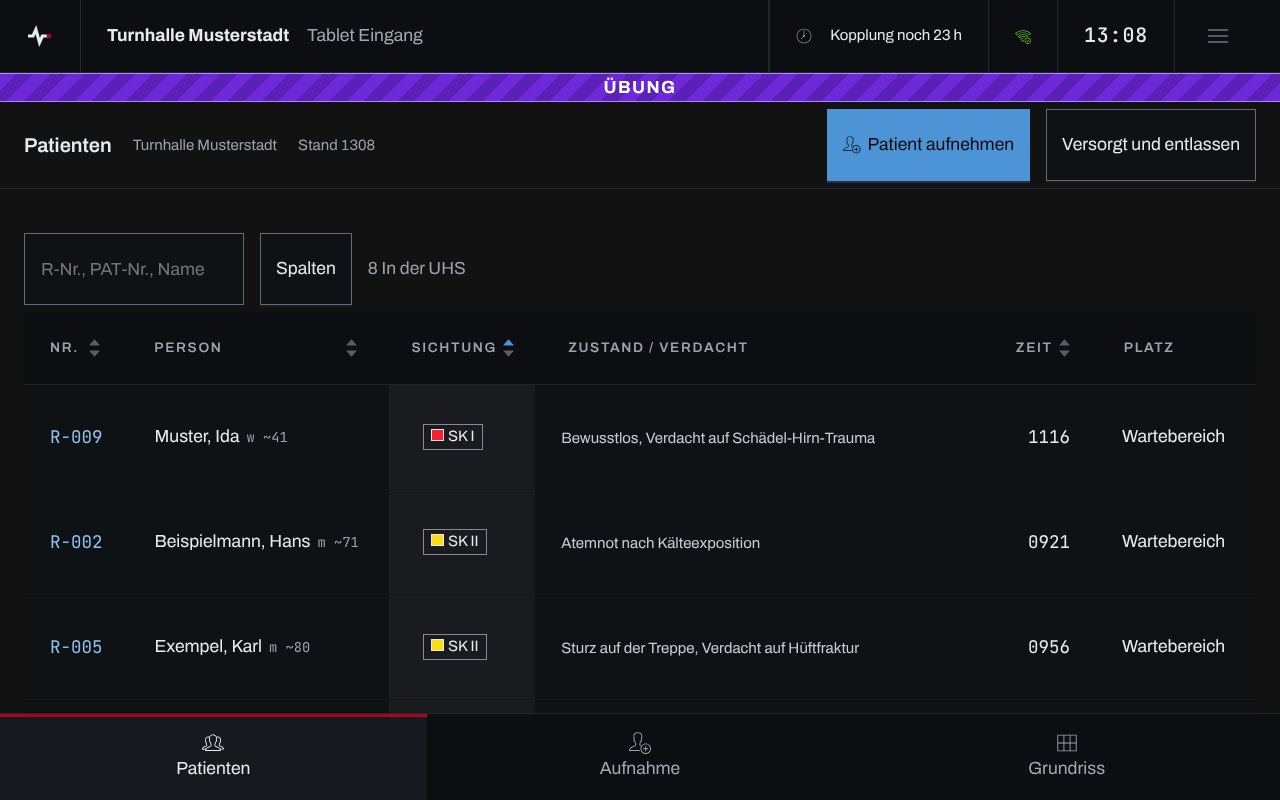 Turnhalle Musterstadt Tablet Eingang Kopplung noch 23 h 13:08
ÜBUNG
Patienten Turnhalle Musterstadt Stand 1308 Patient aufnehmen Versorgt und entlassen
R-Nr., PAT-Nr., Name Spalten 8 In der UHS
NR. PERSON SICHTUNG ZUSTAND / VERDACHT ZEIT PLATZ
R-009 Muster, Ida w ~41 SK I Bewusstlos, Verdacht auf Schädel-Hirn-Trauma 1116 Wartebereich
R-002 Beispielmann, Hans m ~71 SK II Atemnot nach Kälteexposition 0921 Wartebereich
R-005 Exempel, Karl m ~80 SK II Sturz auf der Treppe, Verdacht auf Hüftfraktur 0956 Wartebereich
Patienten Aufnahme Grundriss